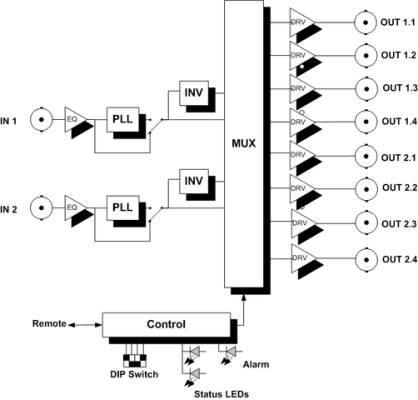 DRV OUT 1.1
DRV OUT 1.2
INV DRV OUT 1.3
IN 1 EQ PLL DRV OUT 1.4
MUX
DRV OUT 2.1
INV DRV OUT 2.2
IN 2 EQ PLL DRV OUT 2.3
DRV OUT 2.4
Remote Control
DIP Switch
Alarm
Status LEDs